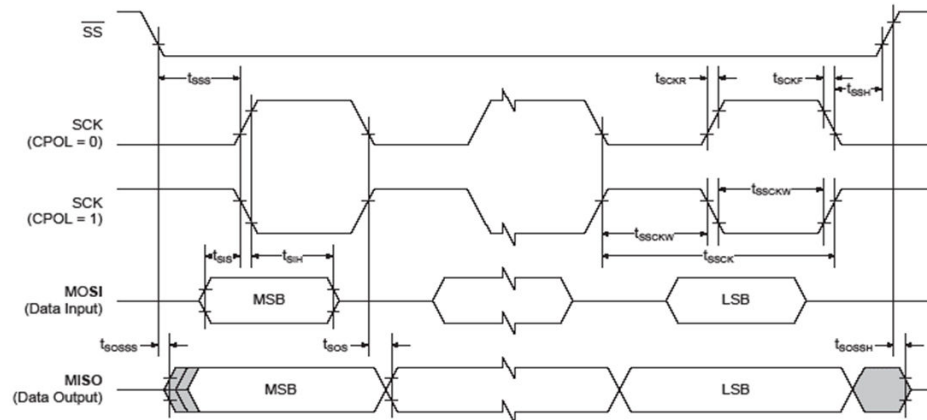 SS
tSSS
tSCKR
tSCKF
tSSH
SCK
(CPOL = 0)
SCK
(CPOL = 1)
tSSCKW
tSSCKW
tSSCK
tSIS
tSIH
MOSI
(Data Input)
MSB
LSB
tSOSSS
tSOS
tSOSSH
MISO
(Data Output)
MSB
LSB